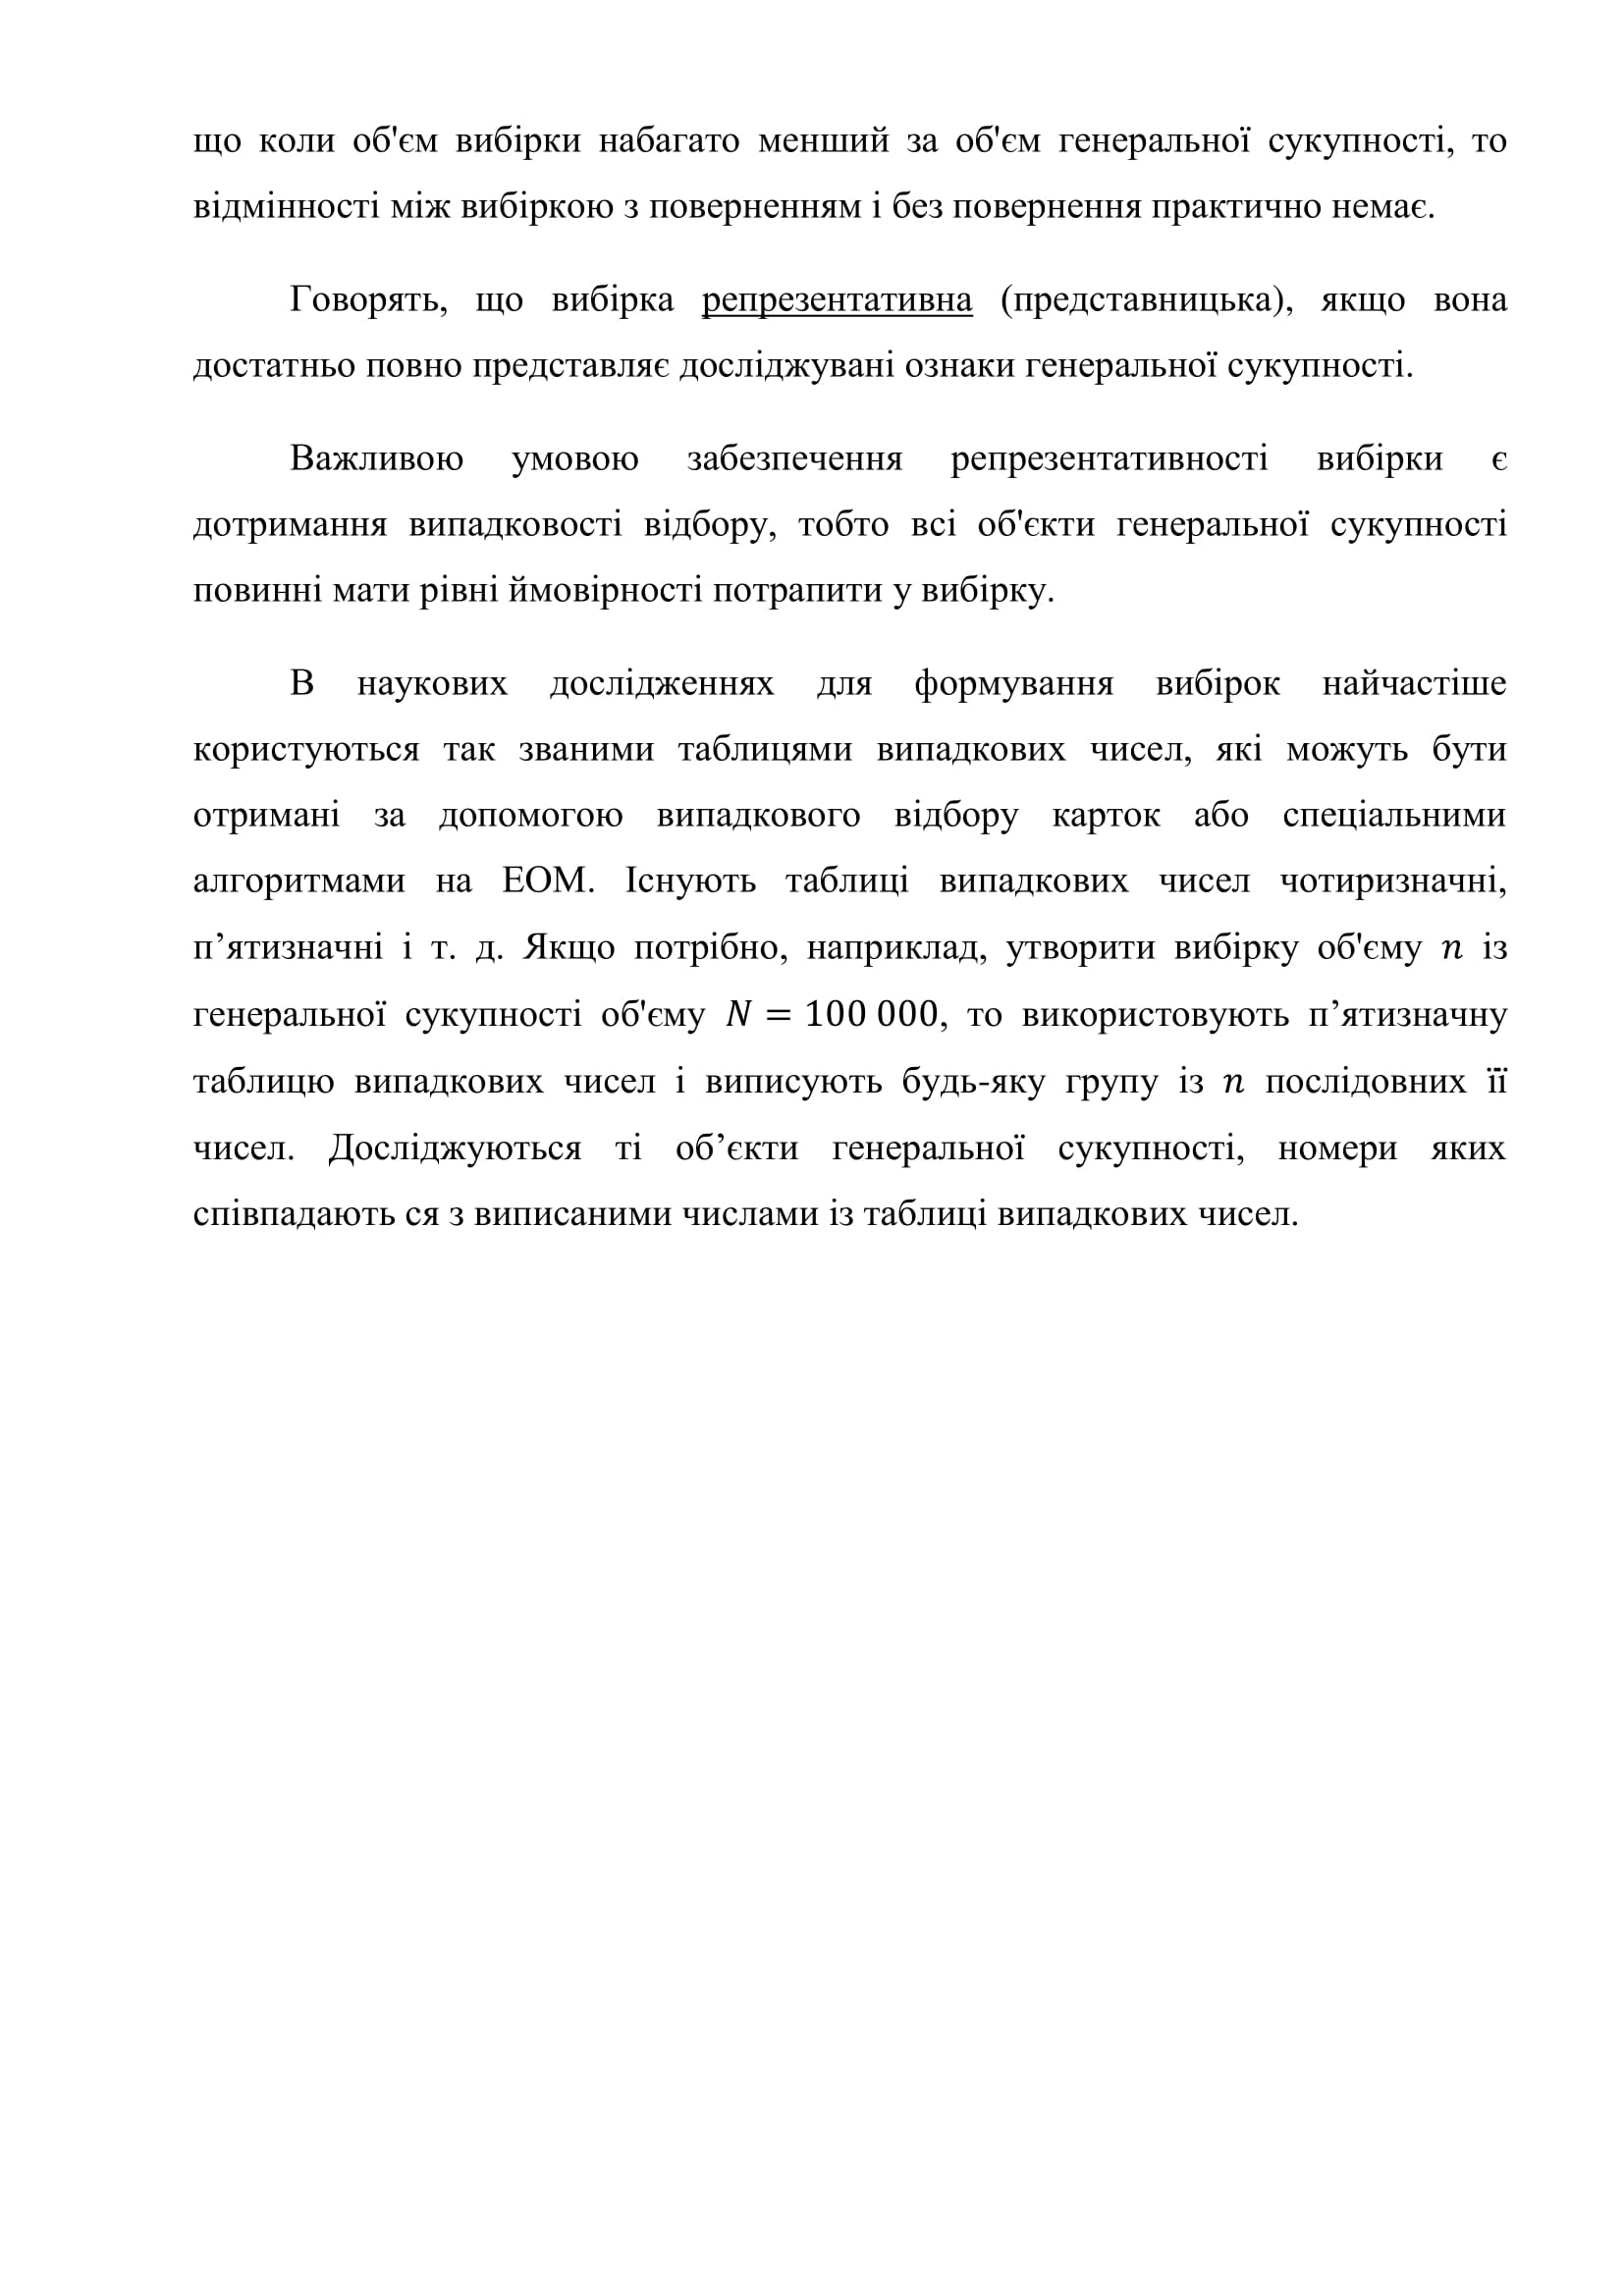 що коли об'єм вибірки набагато менший за об'єм генеральної сукупності, то
відмінності між вибіркою з поверненням і без повернення практично немає.
Говорять, що вибірка репрезентативна (представницька), якщо вона
достатньо повно представляє досліджувані ознаки генеральної сукупності.
Важливою умовою забезпечення репрезентативності вибірки є
дотримання випадковості відбору, тобто всі об'єкти генеральної сукупності
повинні мати рівні ймовірності потрапити у вибірку.
В наукових дослідженнях для формування вибірок найчастіше
користуються так званими таблицями випадкових чисел, які можуть бути
отримані за допомогою випадкового відбору карток або спеціальними
алгоритмами на ЕОМ. Існують таблиці випадкових чисел чотиризначні,
п’ятизначні і т. д. Якщо потрібно, наприклад, утворити вибірку об'єму n із
генеральної сукупності об'єму N = 100 000, то використовують п’ятизначну
таблицю випадкових чисел і виписують будь-яку групу із n послідовних її
чисел. Досліджуються ті об’єкти генеральної сукупності, номери яких
співпадають ся з виписаними числами із таблиці випадкових чисел.